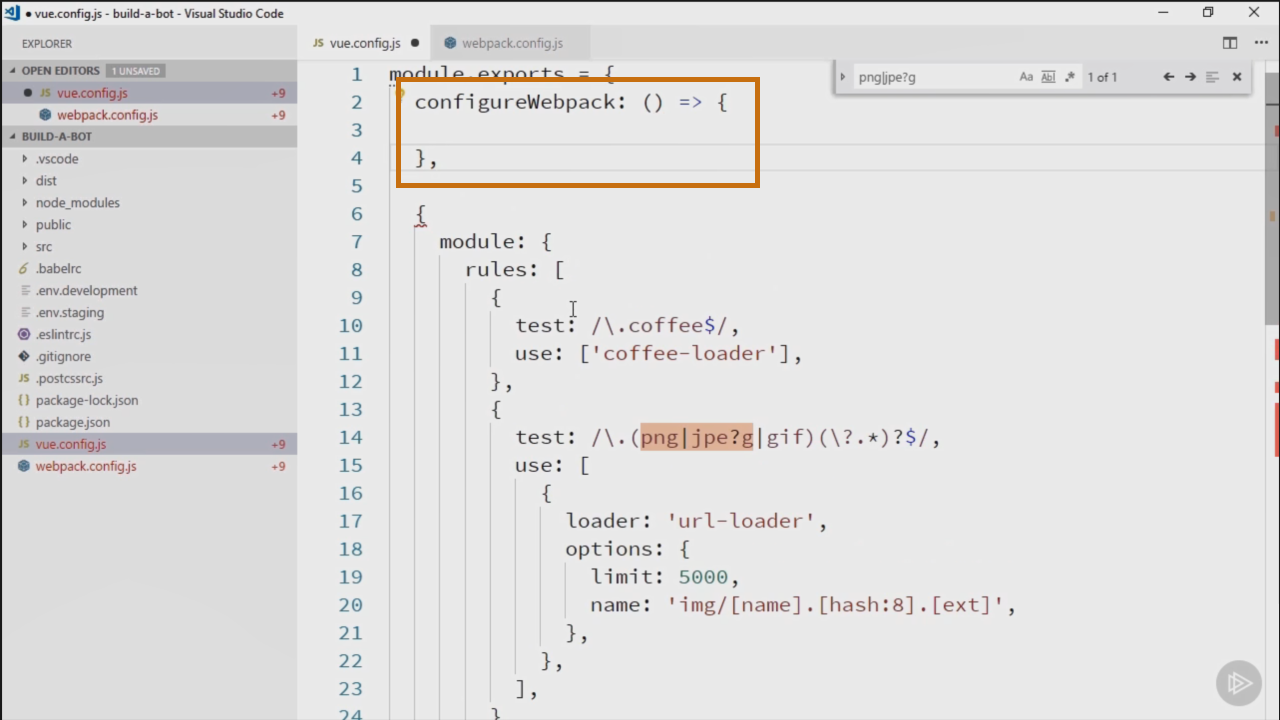 ● vue.config.js - build-a-bot - Visual Studio Code
EXPLORER
OPEN EDITORS 1 UNSAVED
● JS vue.config.js +9
webpack.config.js +9
BUILD-A-BOT
.vscode
dist
node_modules
public
src
.babelrc
.env.development
.env.staging
.eslintrc.js
.gitignore
JS .postcssrc.js
{} package-lock.json
{} package.json
JS vue.config.js +9
webpack.config.js +9
JS vue.config.js ●
webpack.config.js
png|jpe?g Aa Abl .* 1 of 1
1 module.exports = {
2 configureWebpack: () => {
3
4 },
5
6 {
7 module: {
8 rules: [
9 {
10 test: /\.coffee$/,
11 use: ['coffee-loader'],
12 },
13 {
14 test: /\.(png|jpe?g|gif)(\?.*)?$/,
15 use: [
16 {
17 loader: 'url-loader',
18 options: {
19 limit: 5000,
20 name: 'img/[name].[hash:8].[ext]',
21 },
22 },
23 ],
24 }